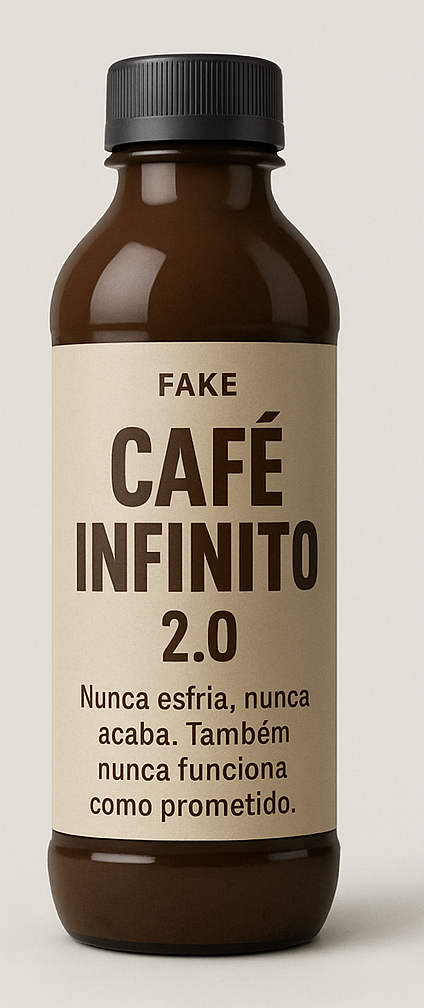 FAKE
CAFÉ
INFINITO
2.0
Nunca esfria, nunca
acaba. Também
nunca funciona
como prometido.